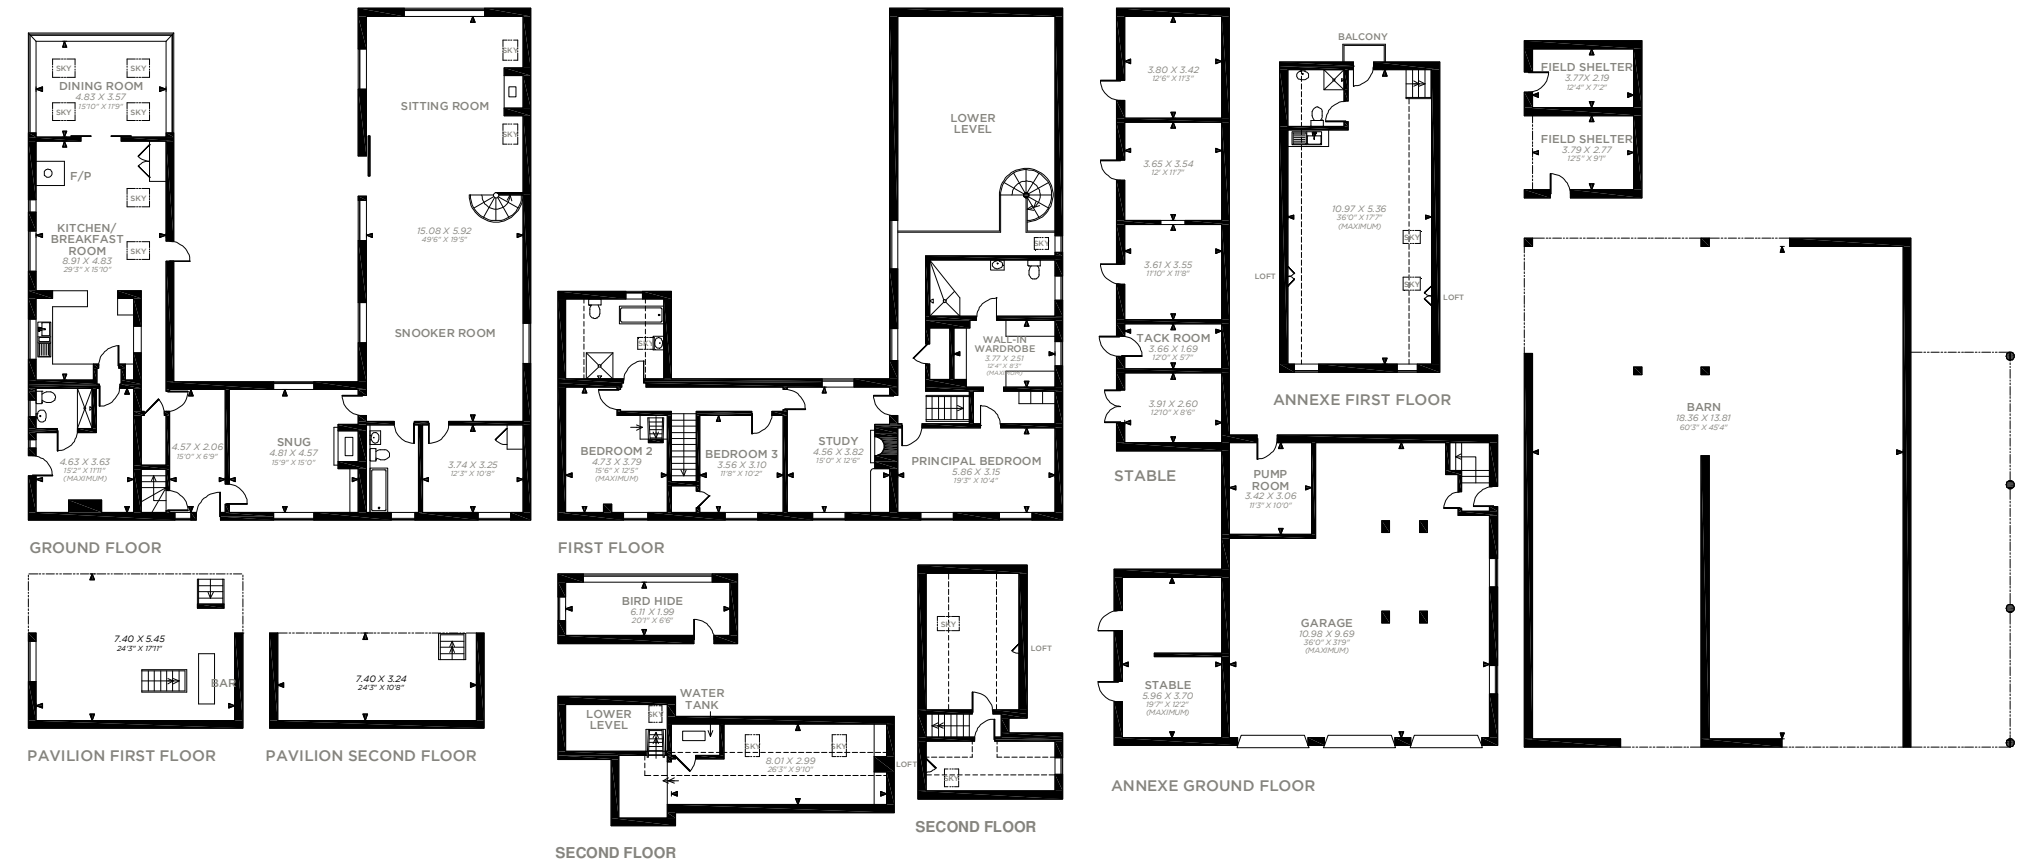 SKY
SKY
DINING ROOM
4.83 X 3.57
15'10" X 11'9"
SKY
SKY
F/P
SKY
KITCHEN/
BREAKFAST
ROOM
8.91 X 4.83
29'3" X 15'10"
SKY
SKY
SITTING ROOM
SKY
15.08 X 5.92
49'6" X 19'5"
SNOOKER ROOM
4.63 X 3.63
15'2" X 11'11"
(MAXIMUM)
4.57 X 2.06
15'0" X 6'9"
SNUG
4.81 X 4.57
15'9" X 15'0"
3.74 X 3.25
12'3" X 10'8"
GROUND FLOOR
LOWER
LEVEL
SKY
SKY
WALL-IN
WARDROBE
3.77 X 2.51
12'4" X 8'3"
(MAXIMUM)
BEDROOM 2
4.73 X 3.79
15'6" X 12'5"
(MAXIMUM)
BEDROOM 3
3.56 X 3.10
11'8" X 10'2"
STUDY
4.56 X 3.82
15'0" X 12'6"
PRINCIPAL BEDROOM
5.86 X 3.15
19'3" X 10'4"
FIRST FLOOR
3.80 X 3.42
12'6" X 11'3"
3.65 X 3.54
12' X 11'7"
3.61 X 3.55
11'10" X 11'8"
TACK ROOM
3.66 X 1.69
12'0" X 5'7"
3.91 X 2.60
12'10" X 8'6"
STABLE
BALCONY
10.97 X 5.36
36'0" X 17'7"
(MAXIMUM)
SKY
LOFT
SKY
LOFT
ANNEXE FIRST FLOOR
FIELD SHELTER
3.77X 2.19
12'4" X 7'2"
FIELD SHELTER
3.79 X 2.77
12'5" X 9'1"
BARN
18.36 X 13.81
60'3" X 45'4"
PUMP
ROOM
3.42 X 3.06
11'3" X 10'0"
GARAGE
10.98 X 9.69
36'0" X 31'9"
(MAXIMUM)
STABLE
5.96 X 3.70
19'7" X 12'2"
(MAXIMUM)
ANNEXE GROUND FLOOR
7.40 X 5.45
24'3" X 17'11"
BAR
PAVILION FIRST FLOOR
7.40 X 3.24
24'3" X 10'8"
PAVILION SECOND FLOOR
BIRD HIDE
6.11 X 1.99
20'1" X 6'6"
WATER
TANK
LOWER
LEVEL
SKY
SKY
SKY
8.01 X 2.99
26'3" X 9'10"
SECOND FLOOR
SKY
LOFT
LOFT
SKY
SECOND FLOOR